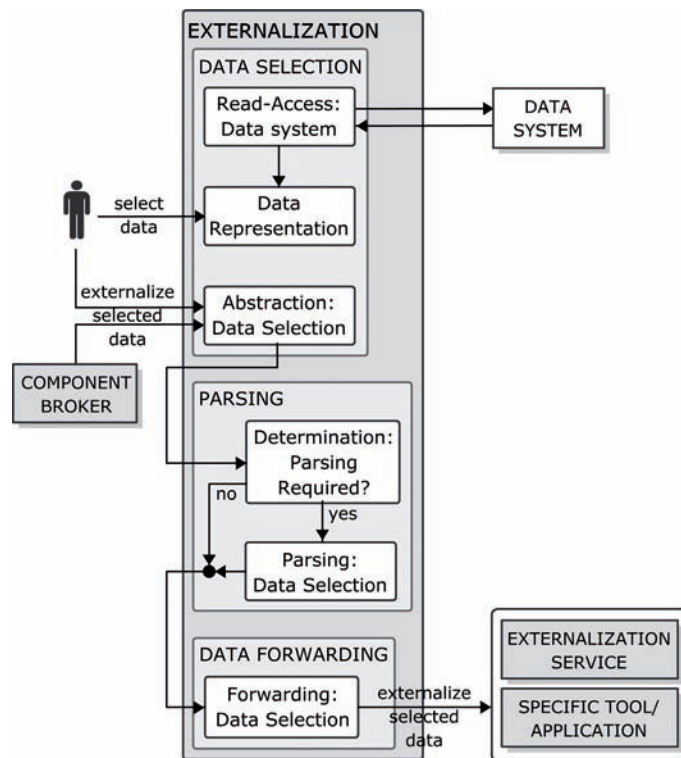 EXTERNALIZATION
DATA SELECTION
Read-Access:
Data system
DATA
SYSTEM
select
data
Data
Representation
externalize
selected
data
Abstraction:
Data Selection
COMPONENT
BROKER
PARSING
Determination:
Parsing
Required?
no
yes
Parsing:
Data Selection
DATA FORWARDING
Forwarding:
Data Selection
externalize
selected
data
EXTERNALIZATION
SERVICE
SPECIFIC TOOL/
APPLICATION